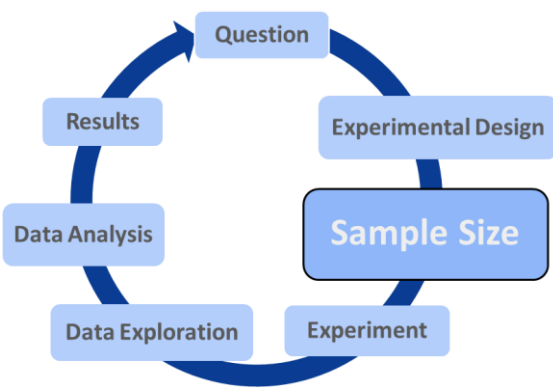 Question
Experimental Design
Sample Size
Experiment
Data Exploration
Data Analysis
Results